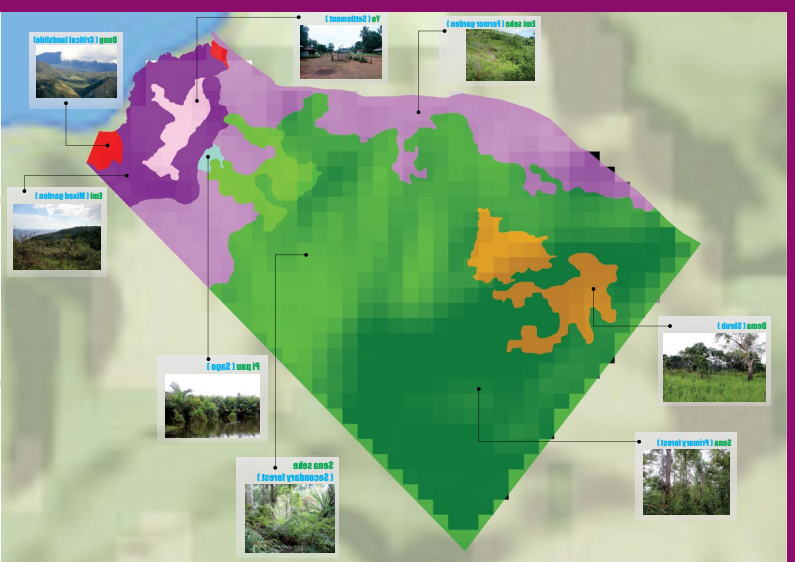 Yo ( Settlement )
Emi seke ( Former garden )
Dung ( Critical landslide)
Emi ( Mixed garden )
Dema ( Shrub )
Pi pau ( Sago )
Sena ( Primary forest )
Sena seke
( Secondary forest )